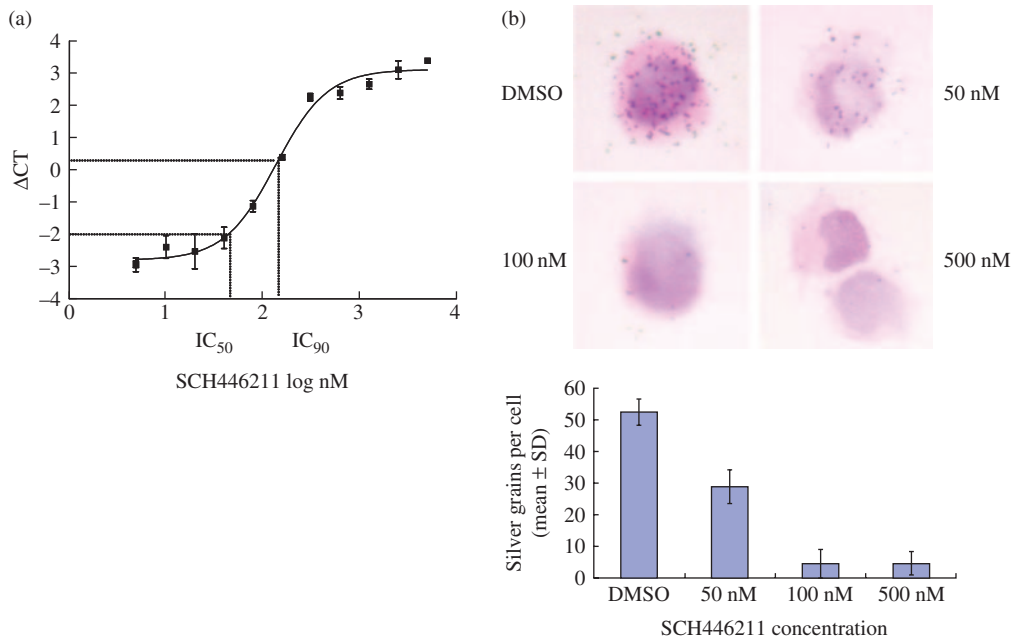 (a)
4
3
2
1
0
–1
–2
–3
–4
ΔCT
0 1 2 3 4
IC50 IC90
SCH446211 log nM
(b)
DMSO
50 nM
100 nM
500 nM
60
50
40
30
20
10
0
Silver grains per cell
(mean ± SD)
DMSO 50 nM 100 nM 500 nM
SCH446211 concentration